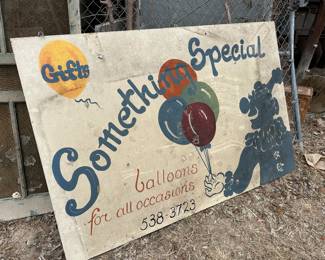 Gifts
Something Special
balloons
for all occasions
538-3723